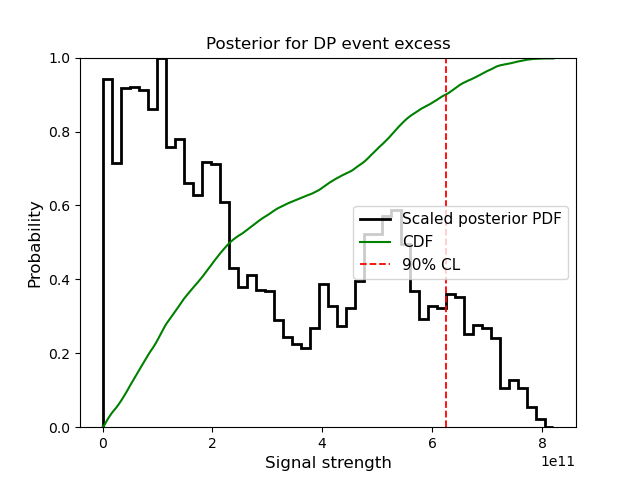 Posterior for DP event excess
1.0
0.8
0.6
0.4
0.2
0.0
Probability
Scaled posterior PDF
CDF
90% CL
0 2 4 6 8
1e11
Signal strength